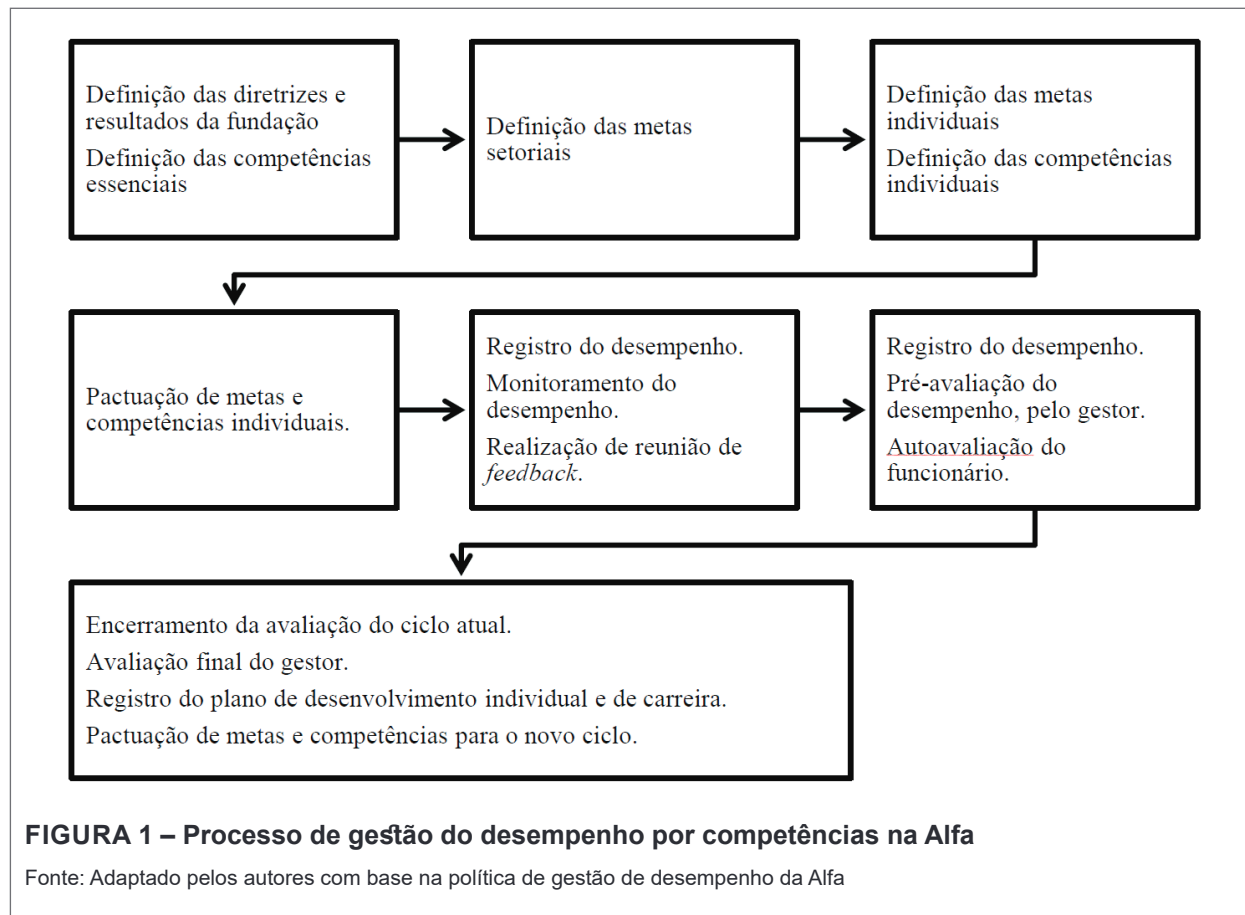 Definição das diretrizes e
resultados da fundação
Definição das competências
essenciais
Definição das metas
setoriais
Definição das metas
individuais
Definição das competências
individuais
Pactuação de metas e
competências individuais.
Registro do desempenho.
Monitoramento do
desempenho.
Realização de reunião de
feedback.
Registro do desempenho.
Pré-avaliação do
desempenho, pelo gestor.
Autoavaliação do
funcionário.
Encerramento da avaliação do ciclo atual.
Avaliação final do gestor.
Registro do plano de desenvolvimento individual e de carreira.
Pactuação de metas e competências para o novo ciclo.
FIGURA 1 – Processo de gestão do desempenho por competências na Alfa
Fonte: Adaptado pelos autores com base na política de gestão de desempenho da Alfa